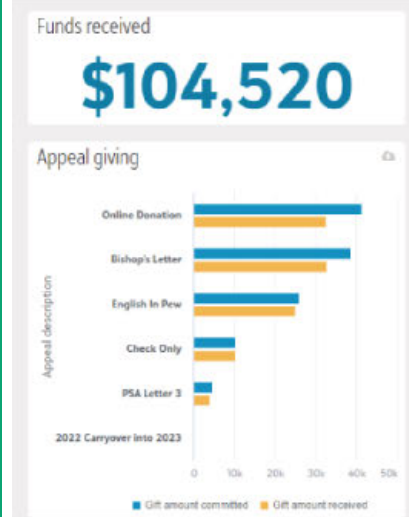 Funds received
$104,520
Appeal giving
Online Donation
Bishop's Letter
English In Pew
Check Only
PSA Letter 3
2022 Carryover into 2023
Appeal description
0 10k 20k 30k 40k 50k
Gift amount committed Gift amount received